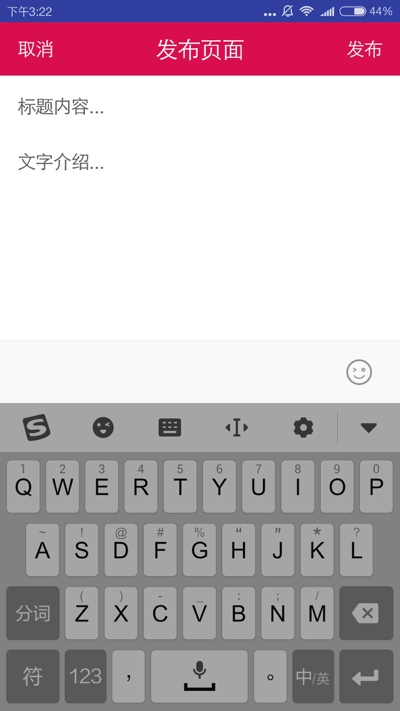 下午3:22
... 44%
取消 发布页面 发布
标题内容...
文字介绍...
S
1 2 3 4 5 6 7 8 9 0
Q W E R T Y U I O P
~ ! @ # % “ ” * ?
A S D F G H J K L
( ) - _ : ; /
分词 Z X C V B N M
符 123 , 。 中/英